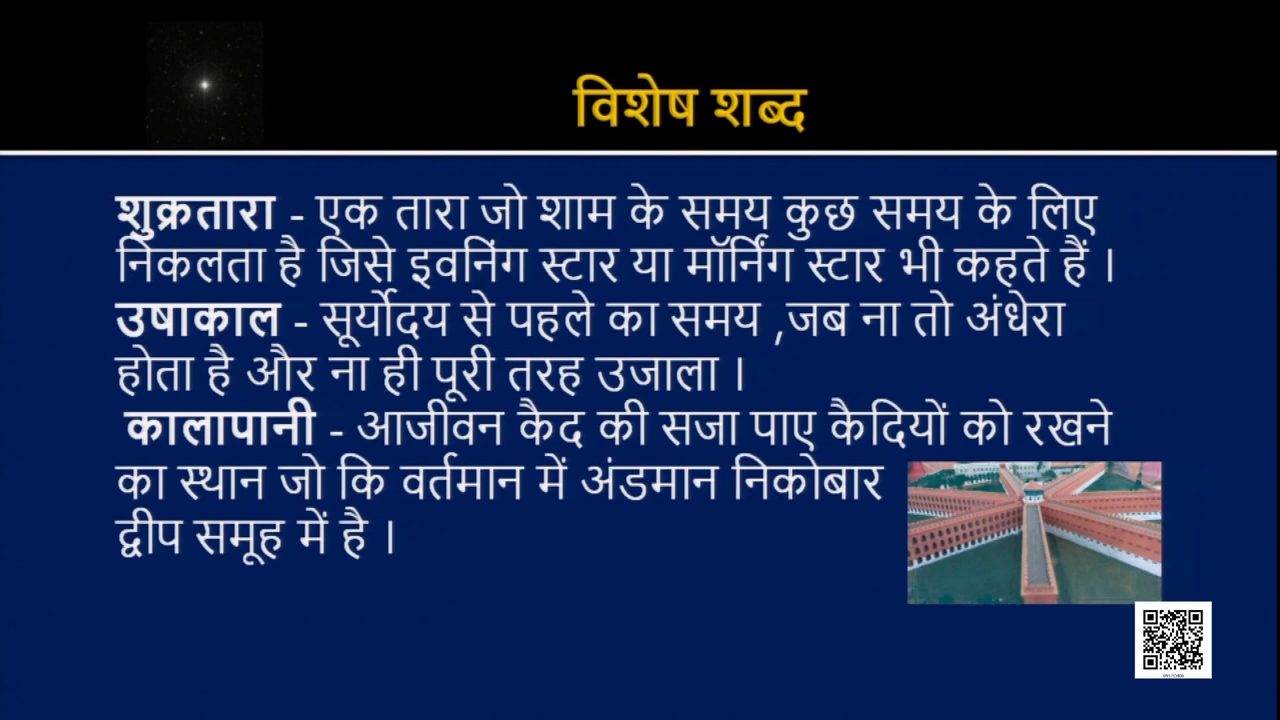 विशेष शब्द
शुक्रतारा - एक तारा जो शाम के समय कुछ समय के लिए
निकलता है जिसे इवनिंग स्टार या मॉर्निंग स्टार भी कहते हैं ।
उषाकाल - सूर्योदय से पहले का समय ,जब ना तो अंधेरा
होता है और ना ही पूरी तरह उजाला ।
कालापानी - आजीवन कैद की सजा पाए कैदियों को रखने
का स्थान जो कि वर्तमान में अंडमान निकोबार
द्वीप समूह में है ।